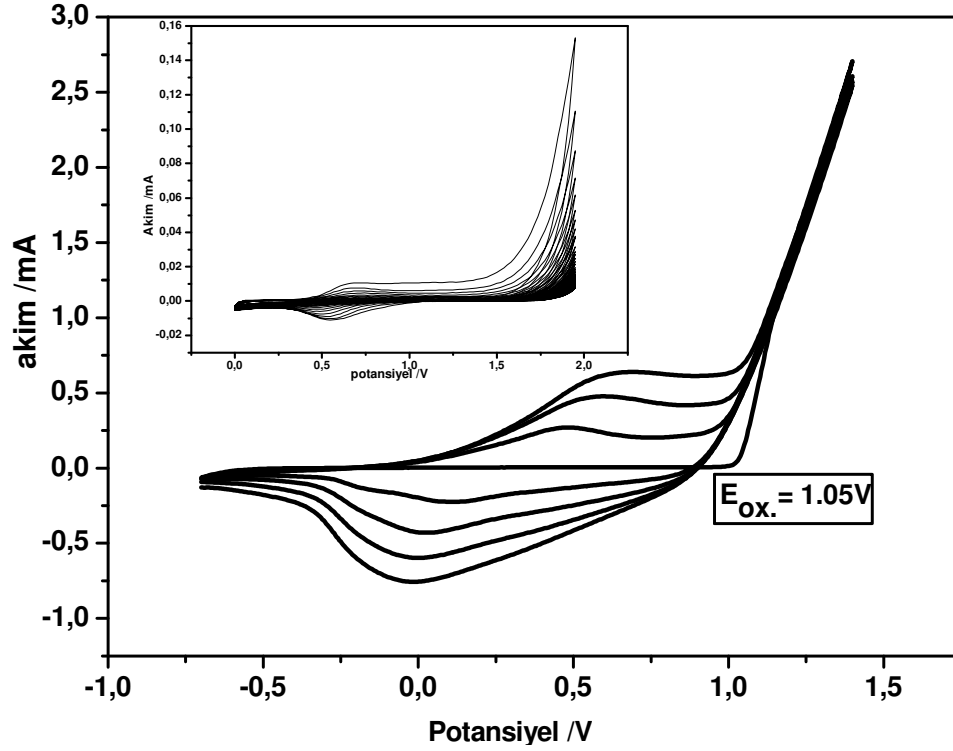 3,0
2,5
2,0
1,5
1,0
0,5
0,0
-0,5
-1,0
akim /mA
-1,0 -0,5 0,0 0,5 1,0 1,5
Potansiyel /V
0,16
0,14
0,12
0,10
0,08
0,06
0,04
0,02
0,00
-0,02
Akim /mA
0,0 0,5 1,0 1,5 2,0
potansiyel /V
E_ox. = 1.05V